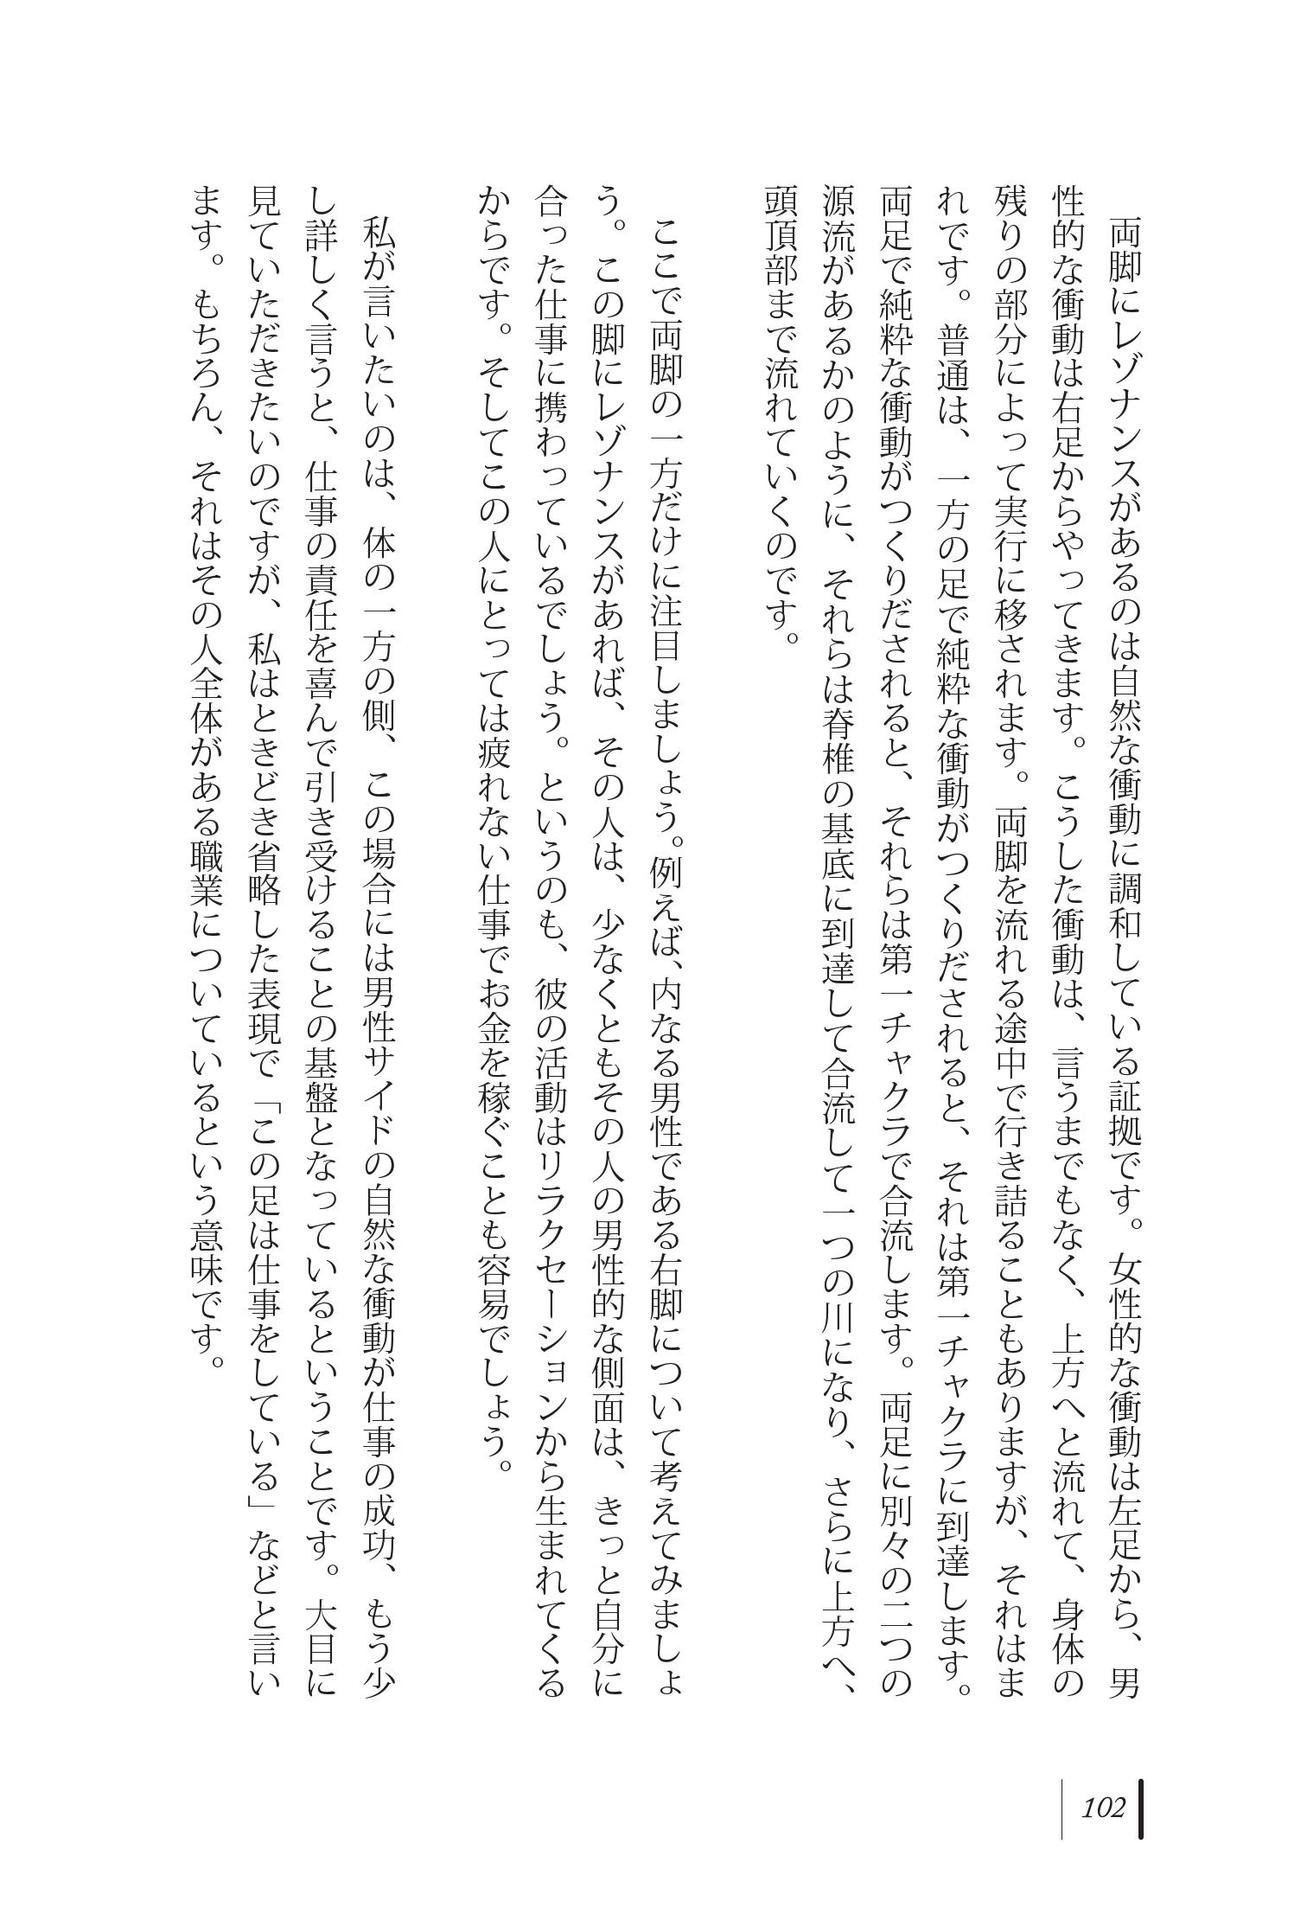 両脚にレゾナンスがあるのは自然な衝動に調和している証拠です。女性的な衝動は左足から、男
性的な衝動は右足からやってきます。こうした衝動は、言うまでもなく、上方へと流れて、身体の
残りの部分によって実行に移されます。両脚を流れる途中で行き詰ることもありますが、それはま
れです。普通は、一方の足で純粋な衝動がつくりだされると、それは第一チャクラに到達します。
両足で純粋な衝動がつくりだされると、それらは第一チャクラで合流します。両足に別々の二つの
源流があるかのように、それらは脊椎の基底に到達して合流して一つの川になり、さらに上方へ、
頭頂部まで流れていくのです。
ここで両脚の一方だけに注目しましょう。例えば、内なる男性である右脚について考えてみましょ
う。この脚にレゾナンスがあれば、その人は、少なくともその人の男性的な側面は、きっと自分に
合った仕事に携わっているでしょう。というのも、彼の活動はリラクセーションから生まれてくる
からです。そしてこの人にとっては疲れない仕事でお金を稼ぐことも容易でしょう。
私が言いたいのは、体の一方の側、この場合には男性サイドの自然な衝動が仕事の成功、もう少
し詳しく言うと、仕事の責任を喜んで引き受けることの基盤となっているということです。大目に
見ていただきたいのですが、私はときどき省略した表現で「この足は仕事をしている」などと言い
ます。もちろん、それはその人全体がある職業についているという意味です。
102